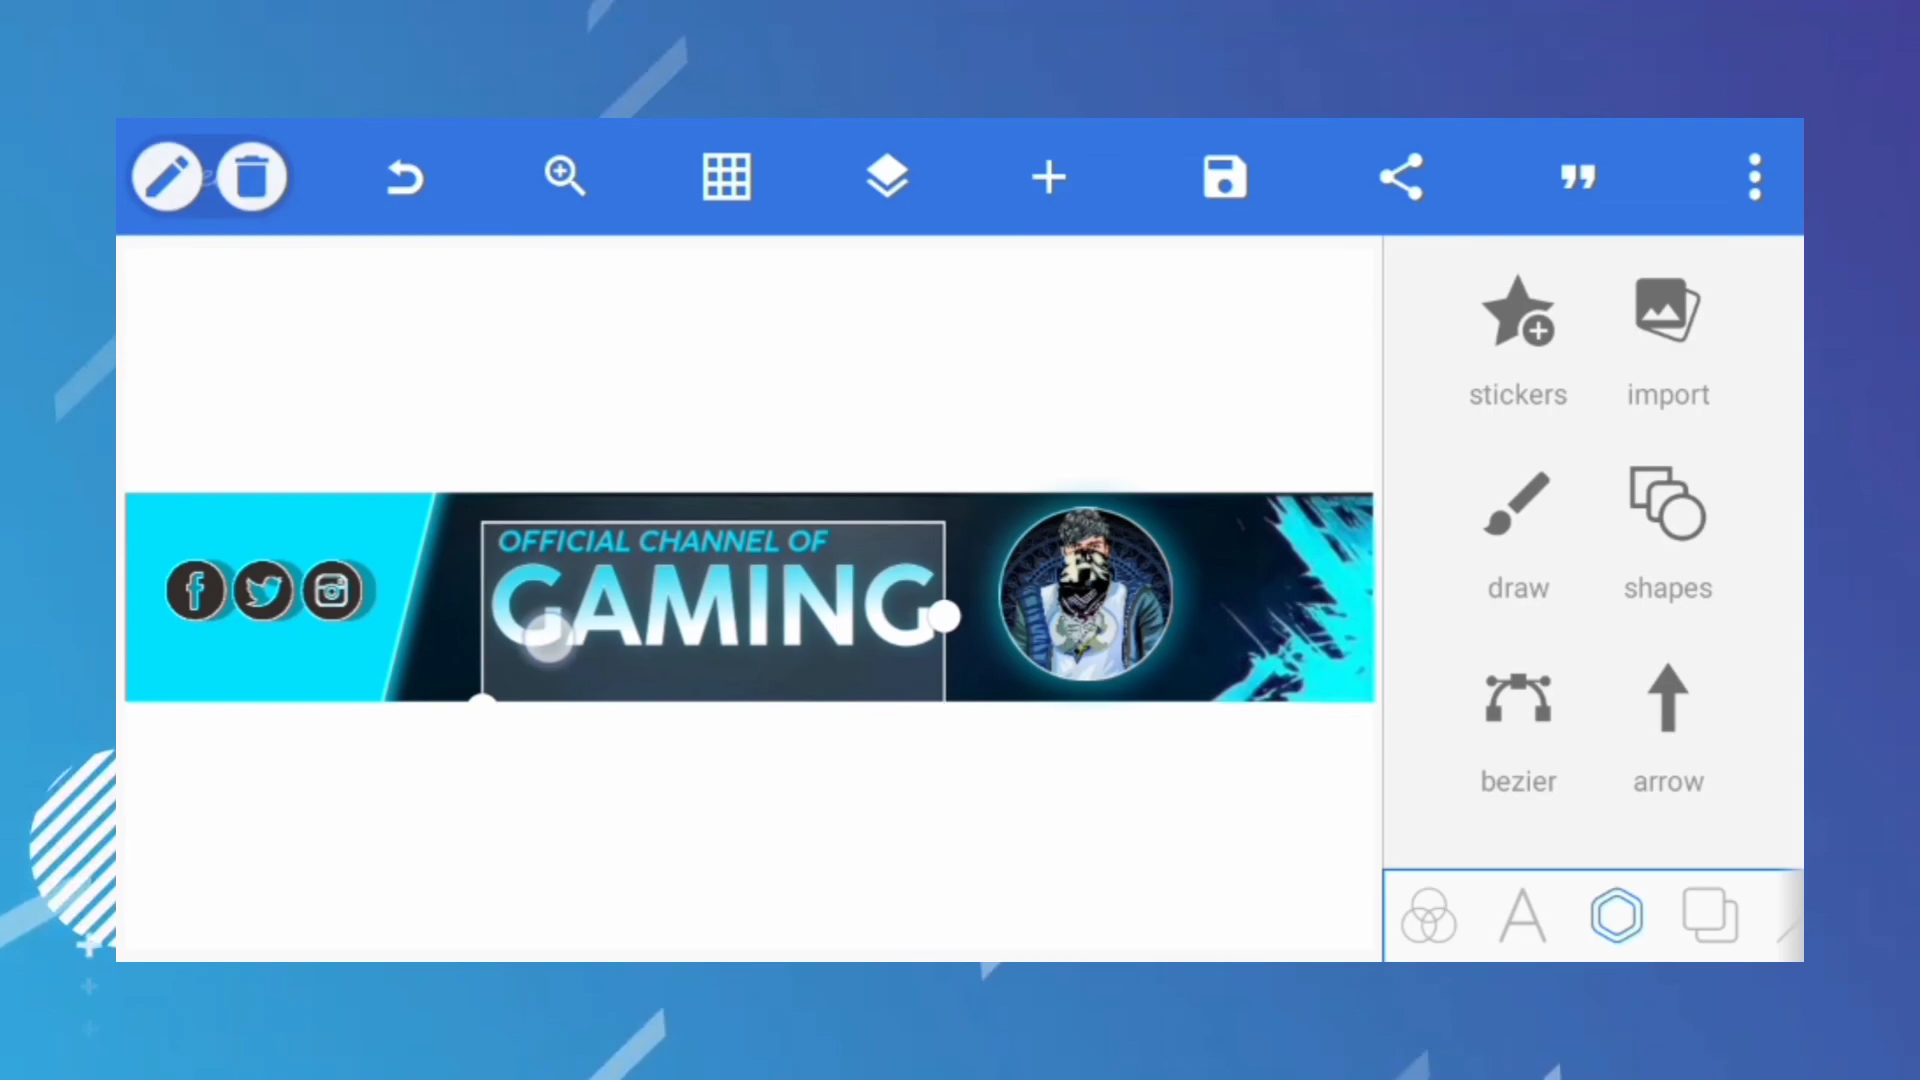 stickers import
OFFICIAL CHANNEL OF
GAMING
draw shapes
bezier arrow